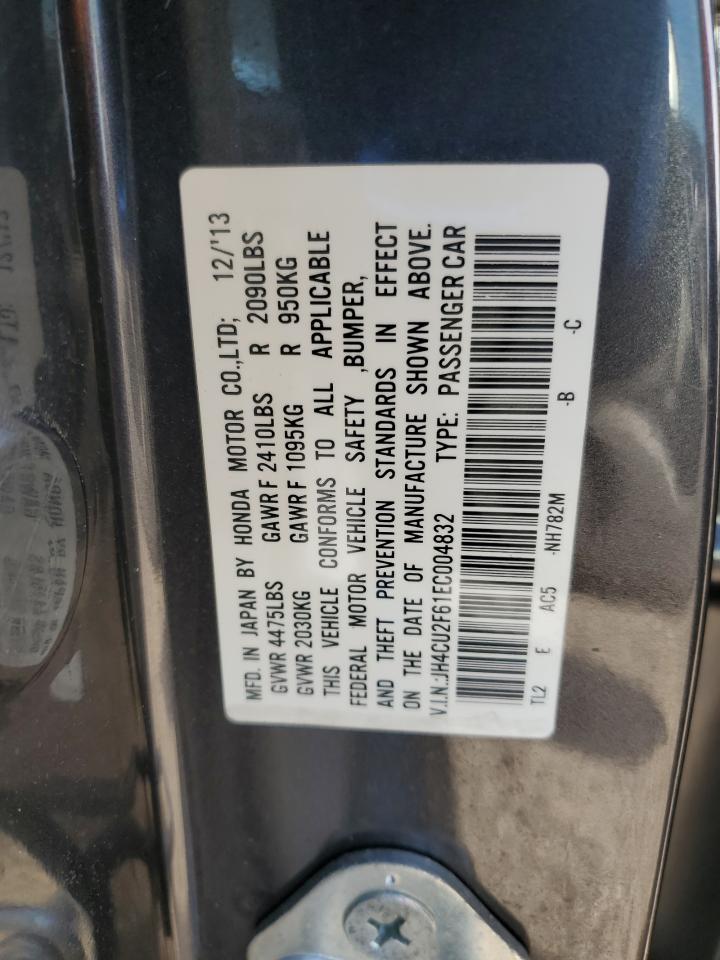 MFD. IN JAPAN BY HONDA MOTOR CO.,LTD; 12/'13
GVWR 4475LBS GAWR F 2410LBS R 2090LBS
GVWR 2030KG GAWR F 1095KG R 950KG
THIS VEHICLE CONFORMS TO ALL APPLICABLE
FEDERAL MOTOR VEHICLE SAFETY ,BUMPER,
AND THEFT PREVENTION STANDARDS IN EFFECT
ON THE DATE OF MANUFACTURE SHOWN ABOVE.
V.I.N.:JH4CU2F61EC004832 TYPE: PASSENGER CAR
TL2 E AC5 -NH782M -B -C